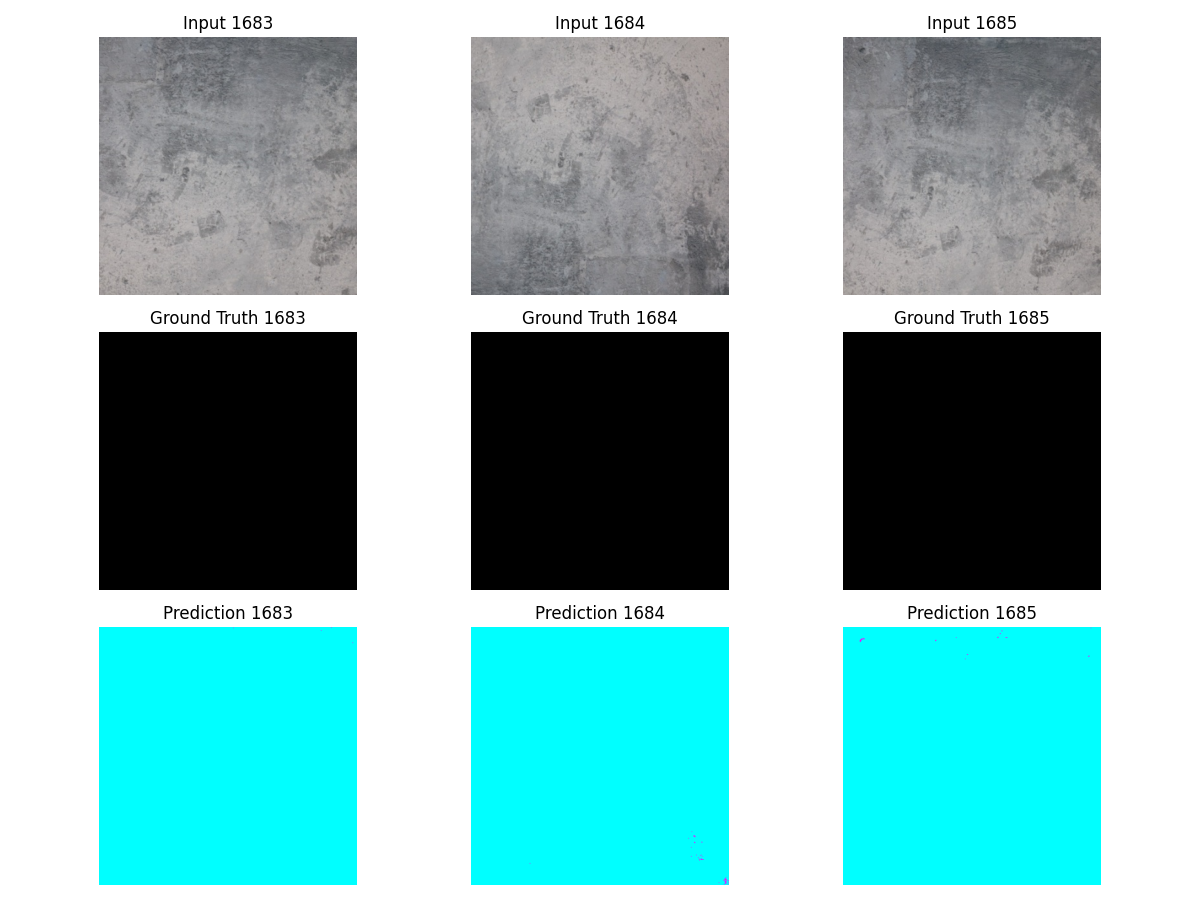 Input 1683
Input 1684
Input 1685
Ground Truth 1683
Ground Truth 1684
Ground Truth 1685
Prediction 1683
Prediction 1684
Prediction 1685